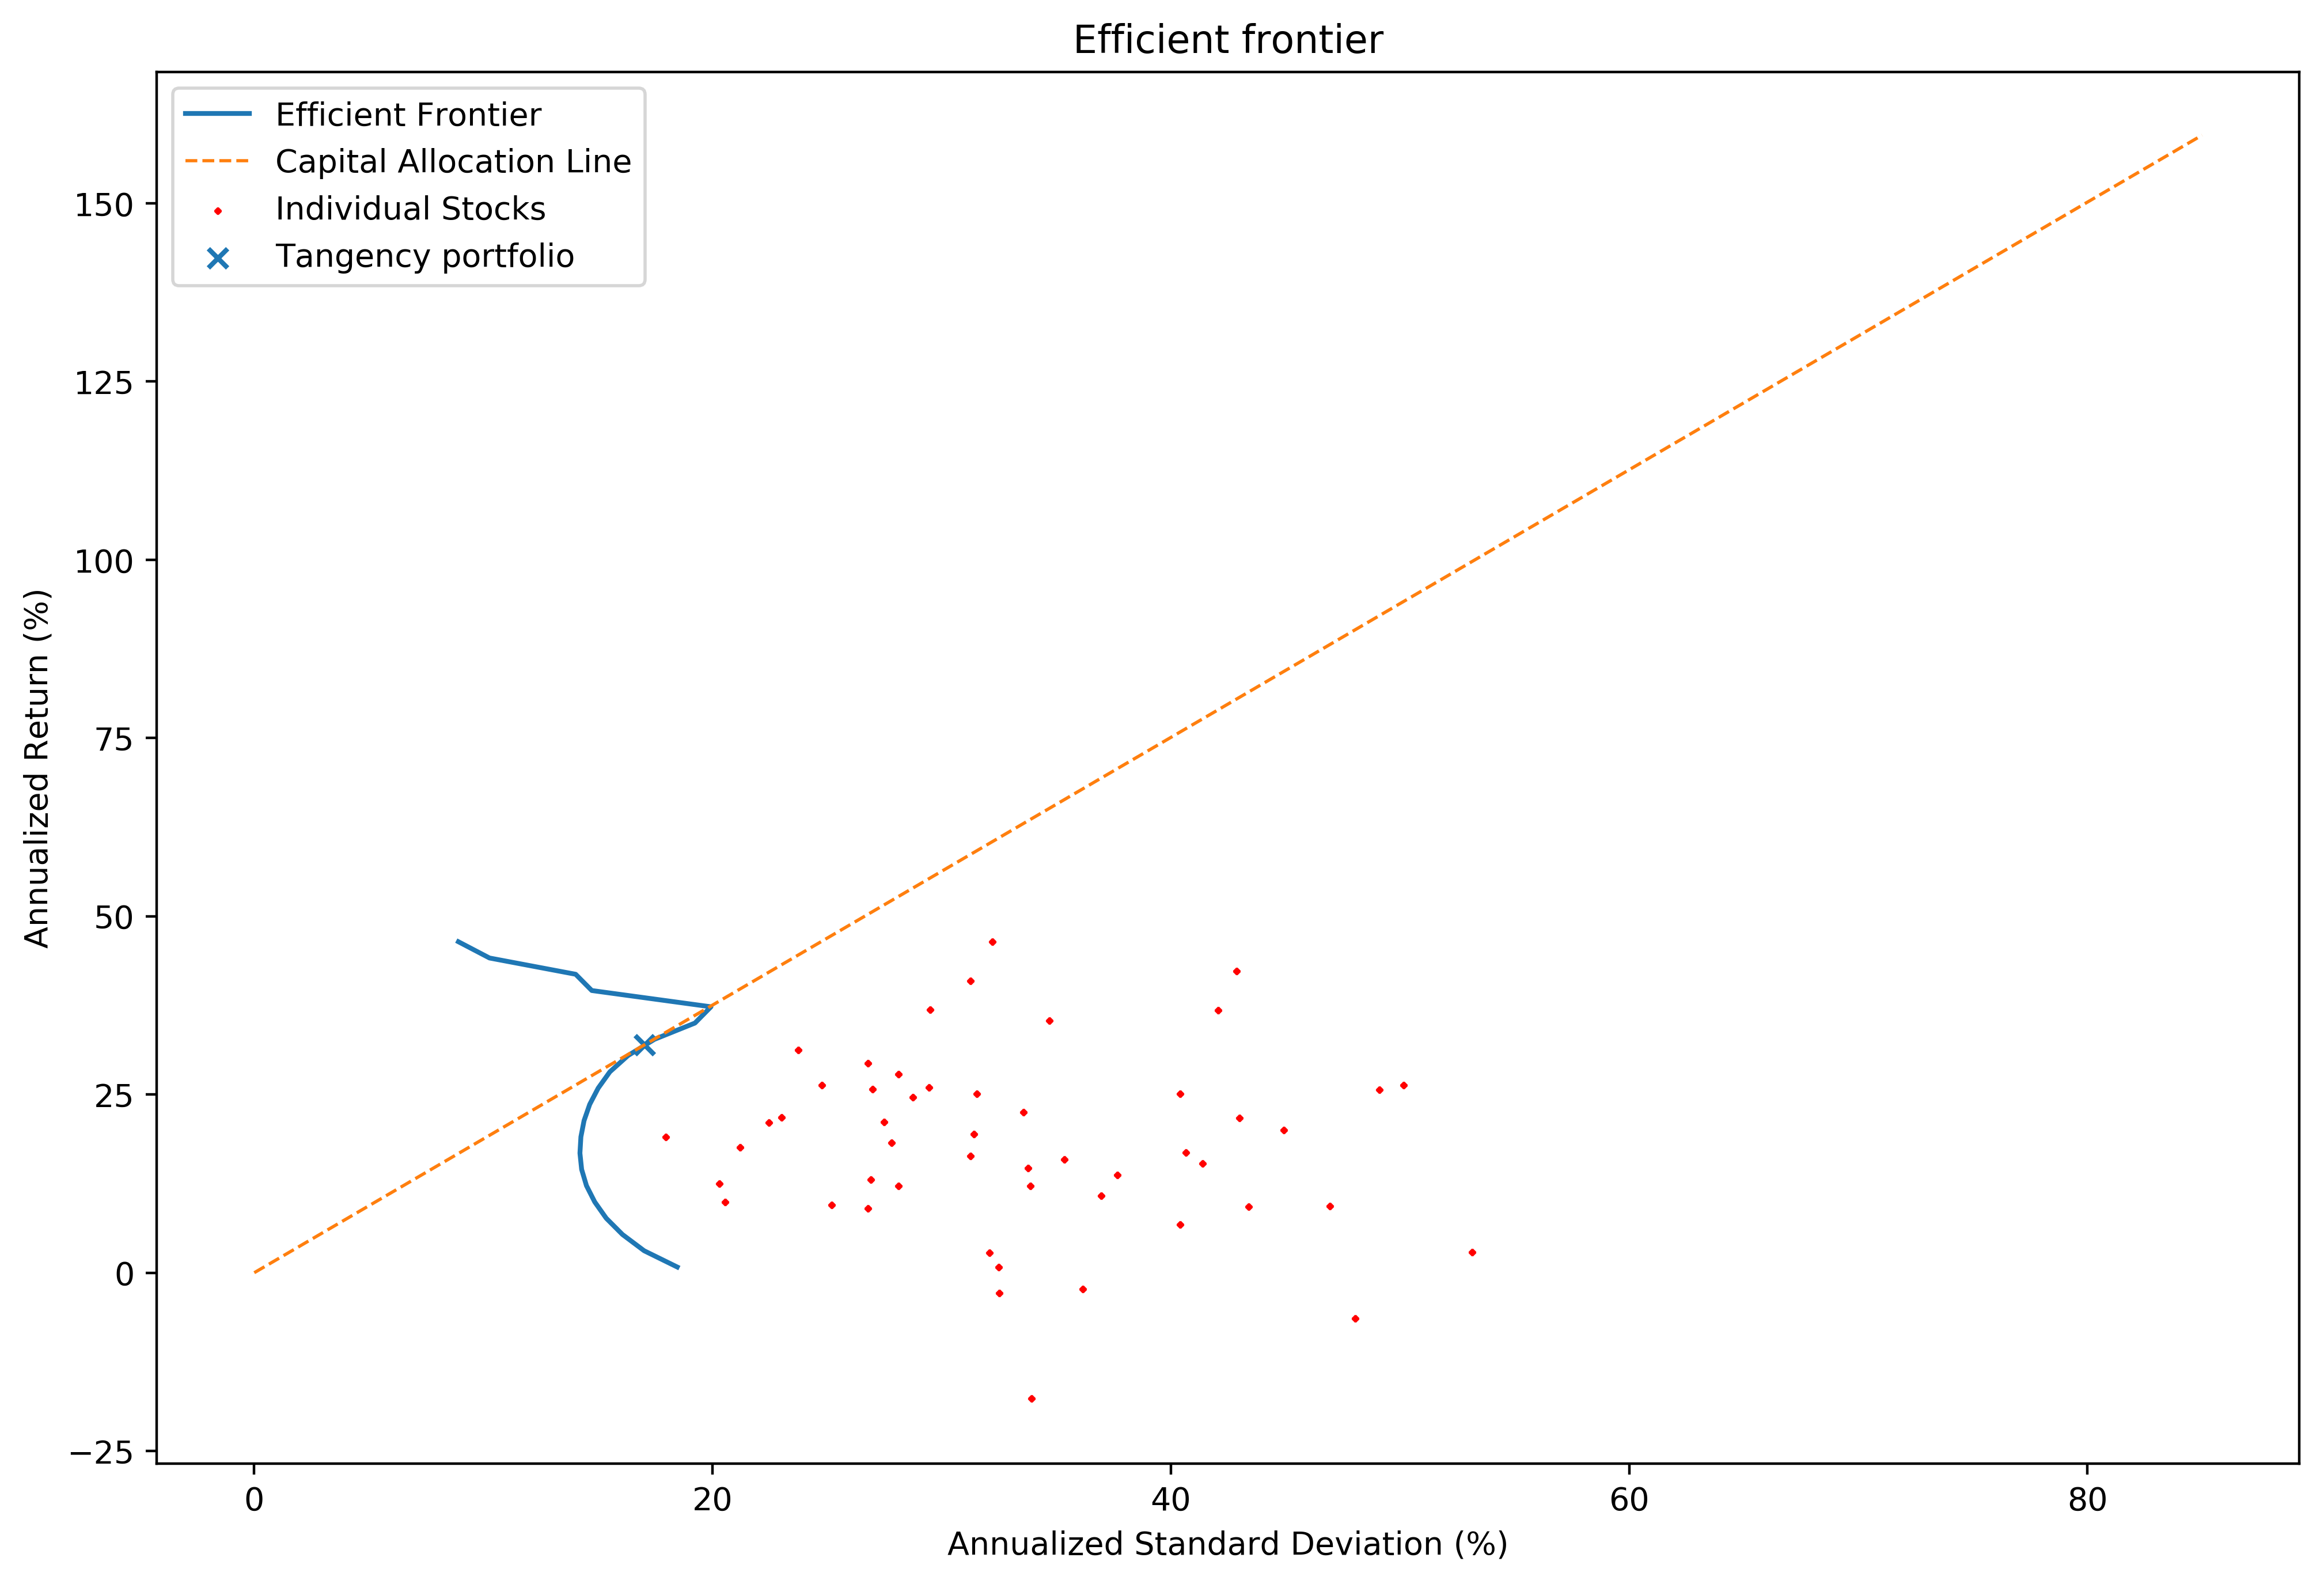 Efficient frontier
Efficient Frontier
Capital Allocation Line
Individual Stocks
Tangency portfolio
150
125
100
75
50
25
0
−25
Annualized Return (%)
0 20 40 60 80
Annualized Standard Deviation (%)